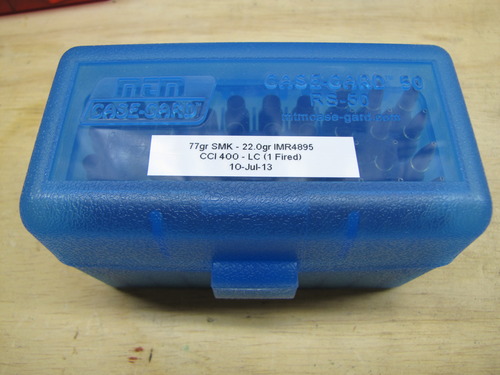 MTM
CASE-GARD
CASE-GARD 50
RS-50
mtmcase-gard.com
77gr SMK - 22.0gr IMR4895
CCI 400 - LC (1 Fired)
10-Jul-13